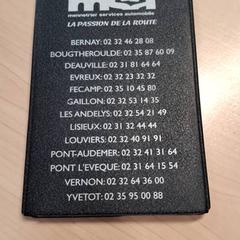 mennetrier services automobile
LA PASSION DE LA ROUTE
BERNAY: 02 32 46 28 08
BOUGTHEROULDE: 02 35 87 60 09
DEAUVILLE: 02 31 81 64 64
EVREUX: 02 32 23 32 32
FECAMP: 02 35 10 45 80
GAILLON: 02 32 53 14 35
LES ANDELYS: 02 32 54 21 49
LISIEUX: 02 31 32 44 44
LOUVIERS: 02 32 40 91 91
PONT-AUDEMER: 02 32 41 31 64
PONT L'EVEQUE: 02 31 64 15 54
VERNON: 02 32 64 36 00
YVETOT: 02 35 95 00 88